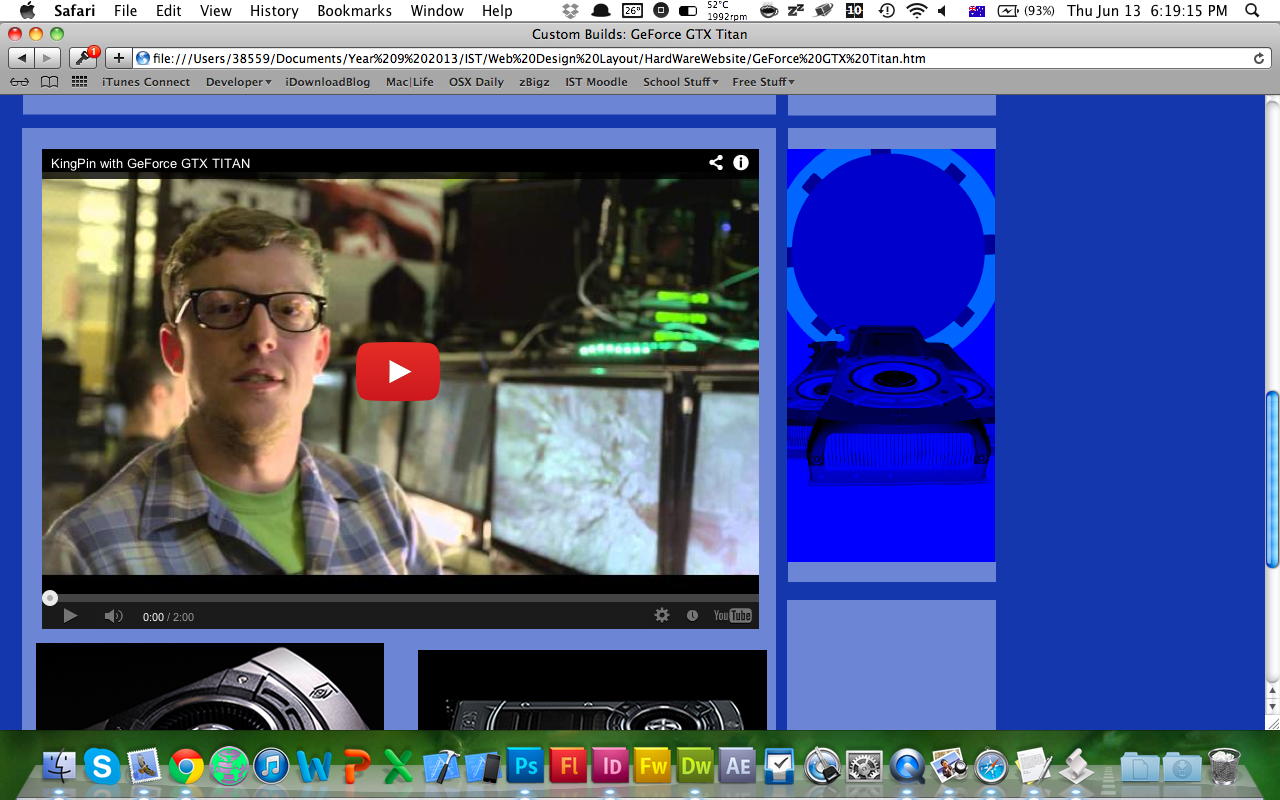 Safari File Edit View History Bookmarks Window Help 26° 52°C 1992rpm 10 (93%) Thu Jun 13 6:19:15 PM
Custom Builds: GeForce GTX Titan
1 file:///Users/38559/Documents/Year%209%202013/IST/Web%20Design%20Layout/HardWareWebsite/GeForce%20GTX%20Titan.htm
iTunes Connect Developer iDownloadBlog Mac|Life OSX Daily zBigz IST Moodle School Stuff Free Stuff
KingPin with GeForce GTX TITAN
0:00 / 2:00 YouTube
Ps Fl Id Fw Dw AE